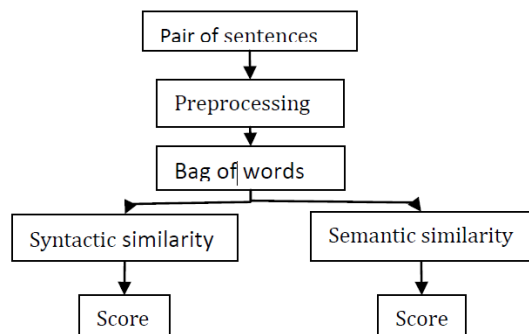 Pair of sentences
Preprocessing
Bag of words
Syntactic similarity
Semantic similarity
Score
Score